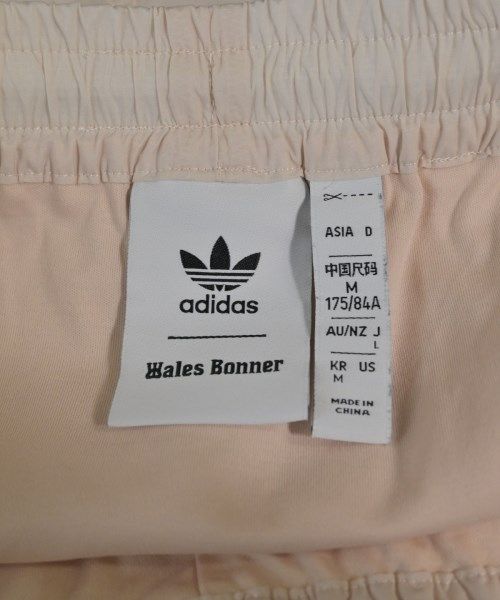 adidas
Wales Bonner
ASIA D
中国尺码
M
175/84A
AU/NZ J
L
KR US
M
MADE IN
CHINA